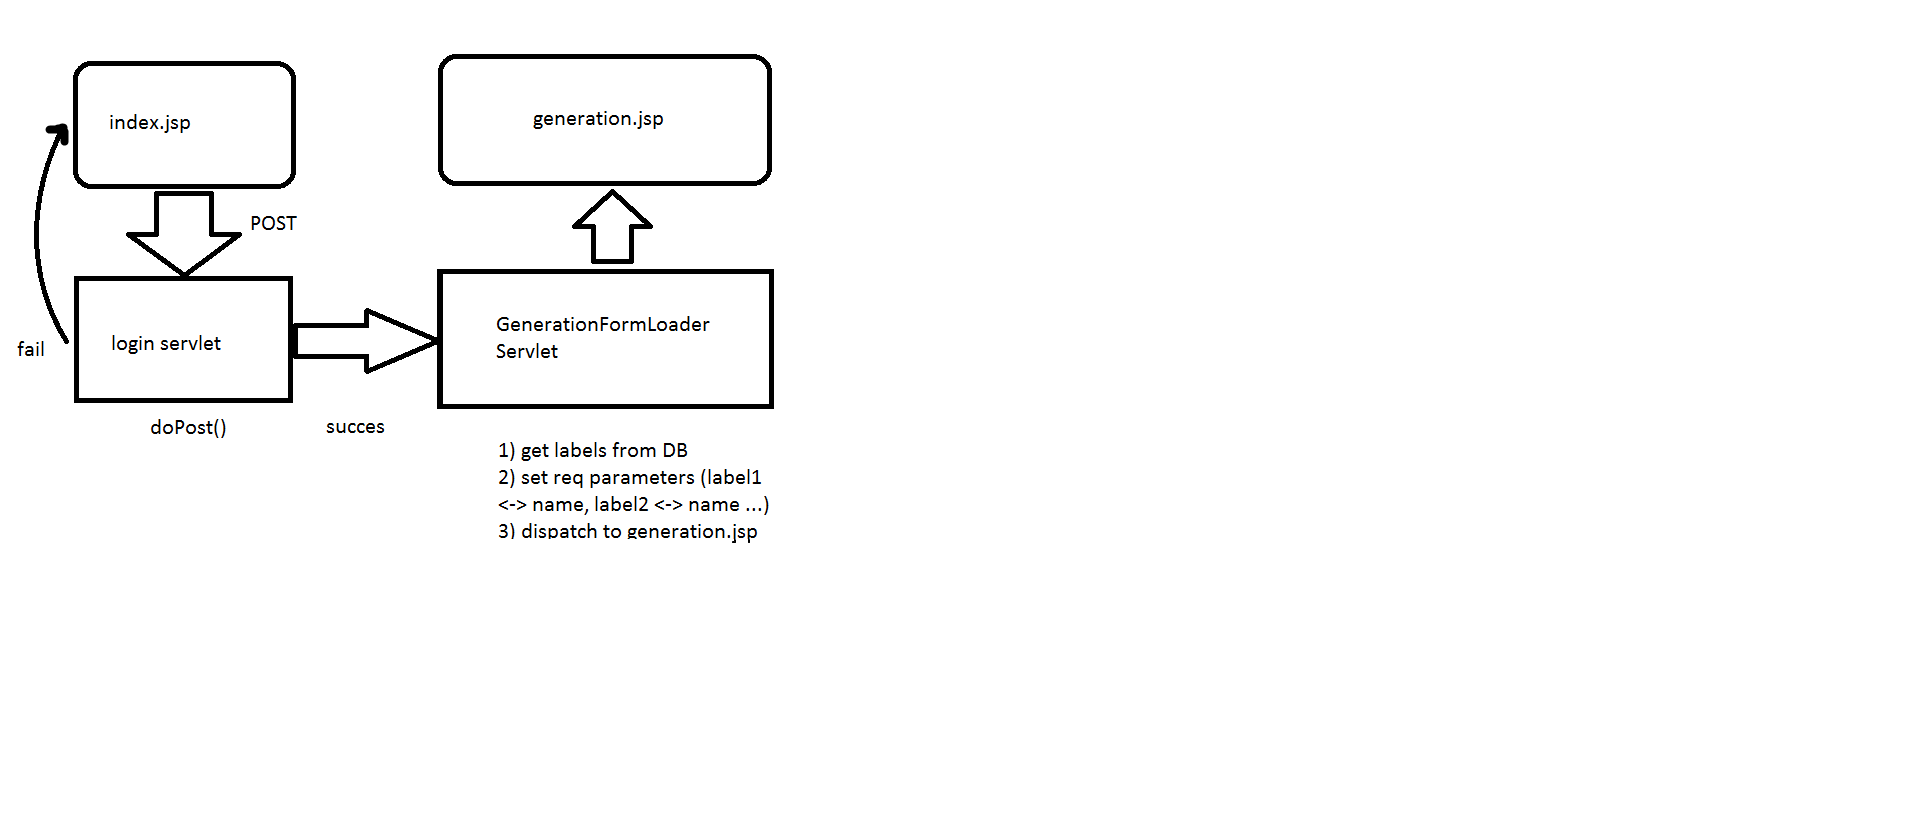 index.jsp
generation.jsp
POST
login servlet
GenerationFormLoader
Servlet
fail
doPost()
succes
1) get labels from DB
2) set req parameters (label1
<-> name, label2 <-> name ...)
3) dispatch to generation.jsp